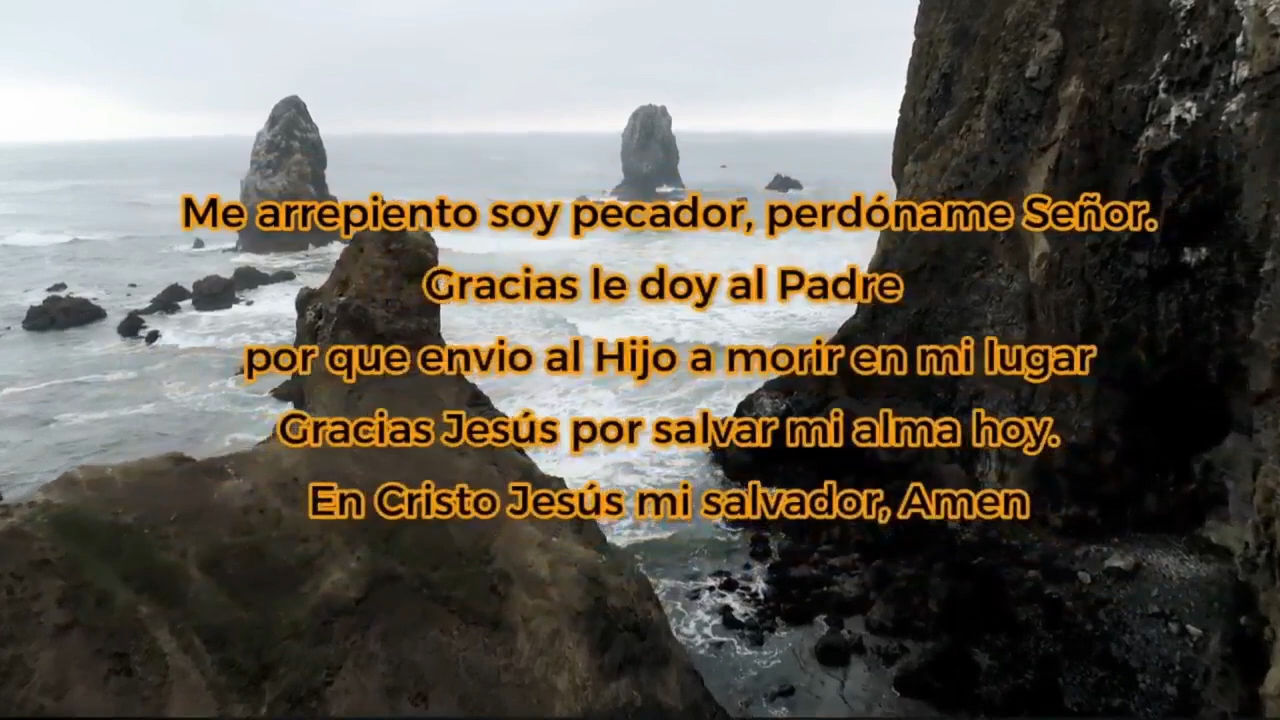 Me arrepiento soy pecador, perdóname Señor.
Gracias le doy al Padre
por que envio al Hijo a morir en mi lugar
Gracias Jesús por salvar mi alma hoy.
En Cristo Jesús mi salvador, Amen